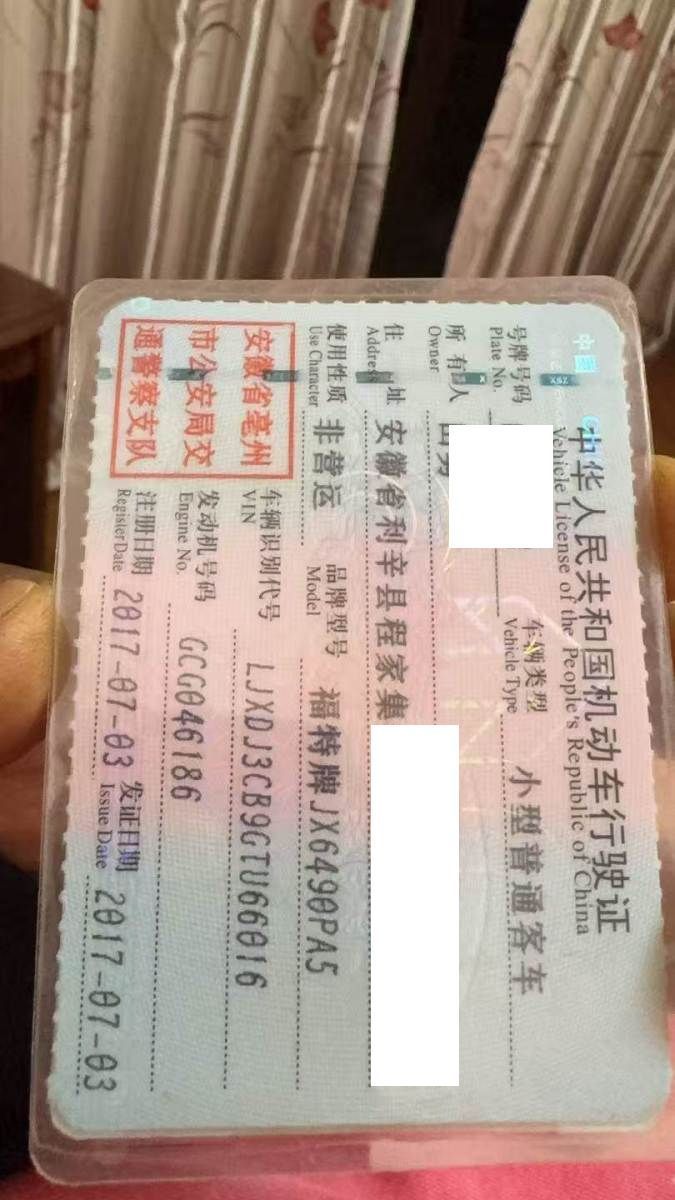 中华人民共和国机动车行驶证
Vehicle License of the People's Republic of China
号牌号码
Plate No.
车辆类型 小型普通客车
Vehicle Type
所有人
Owner
住址 安徽省利辛县程家集
Address
使用性质 非营运
Use Character
品牌型号 福特牌JX6490PA5
Model
安徽省亳州
市公安局交
通警察支队
车辆识别代号 LJXDJ3CB9GTU66016
VIN
发动机号码 GCG046186
Engine No.
注册日期 2017-07-03
Register Date
发证日期 2017-07-03
Issue Date